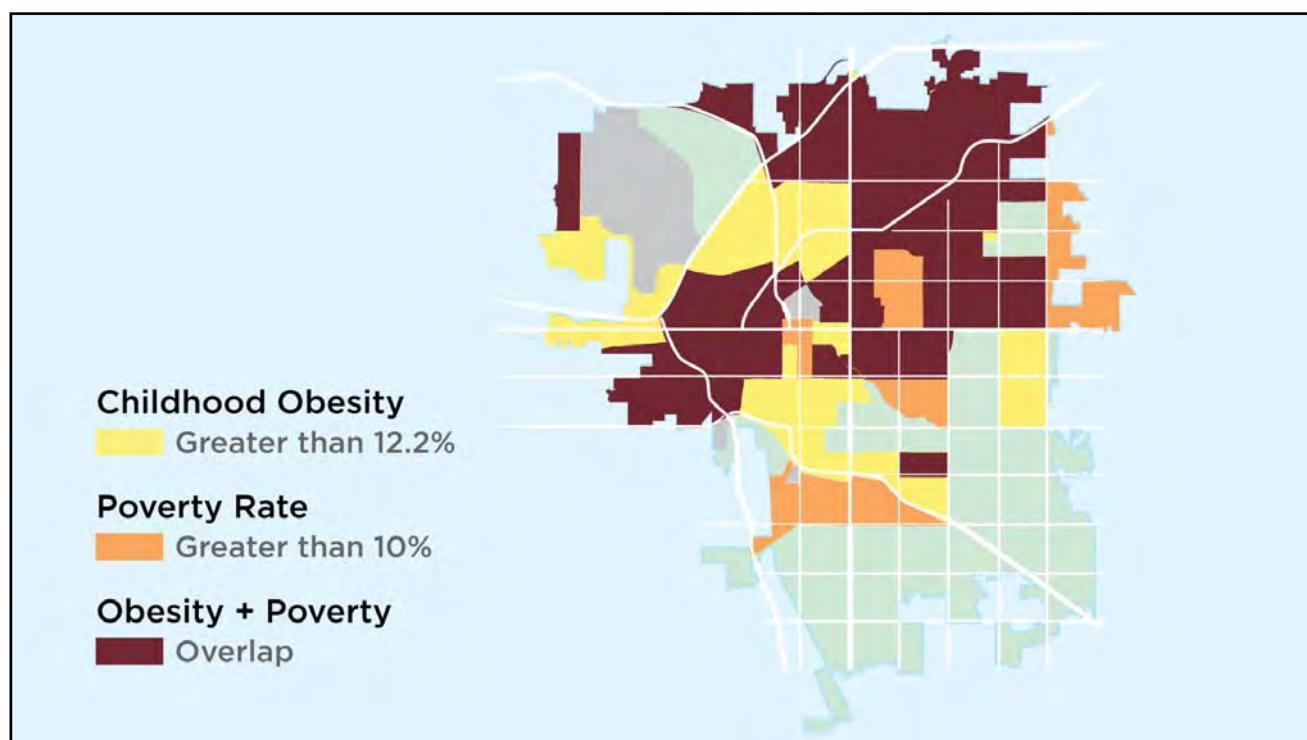 Childhood Obesity
Greater than 12.2%
Poverty Rate
Greater than 10%
Obesity + Poverty
Overlap